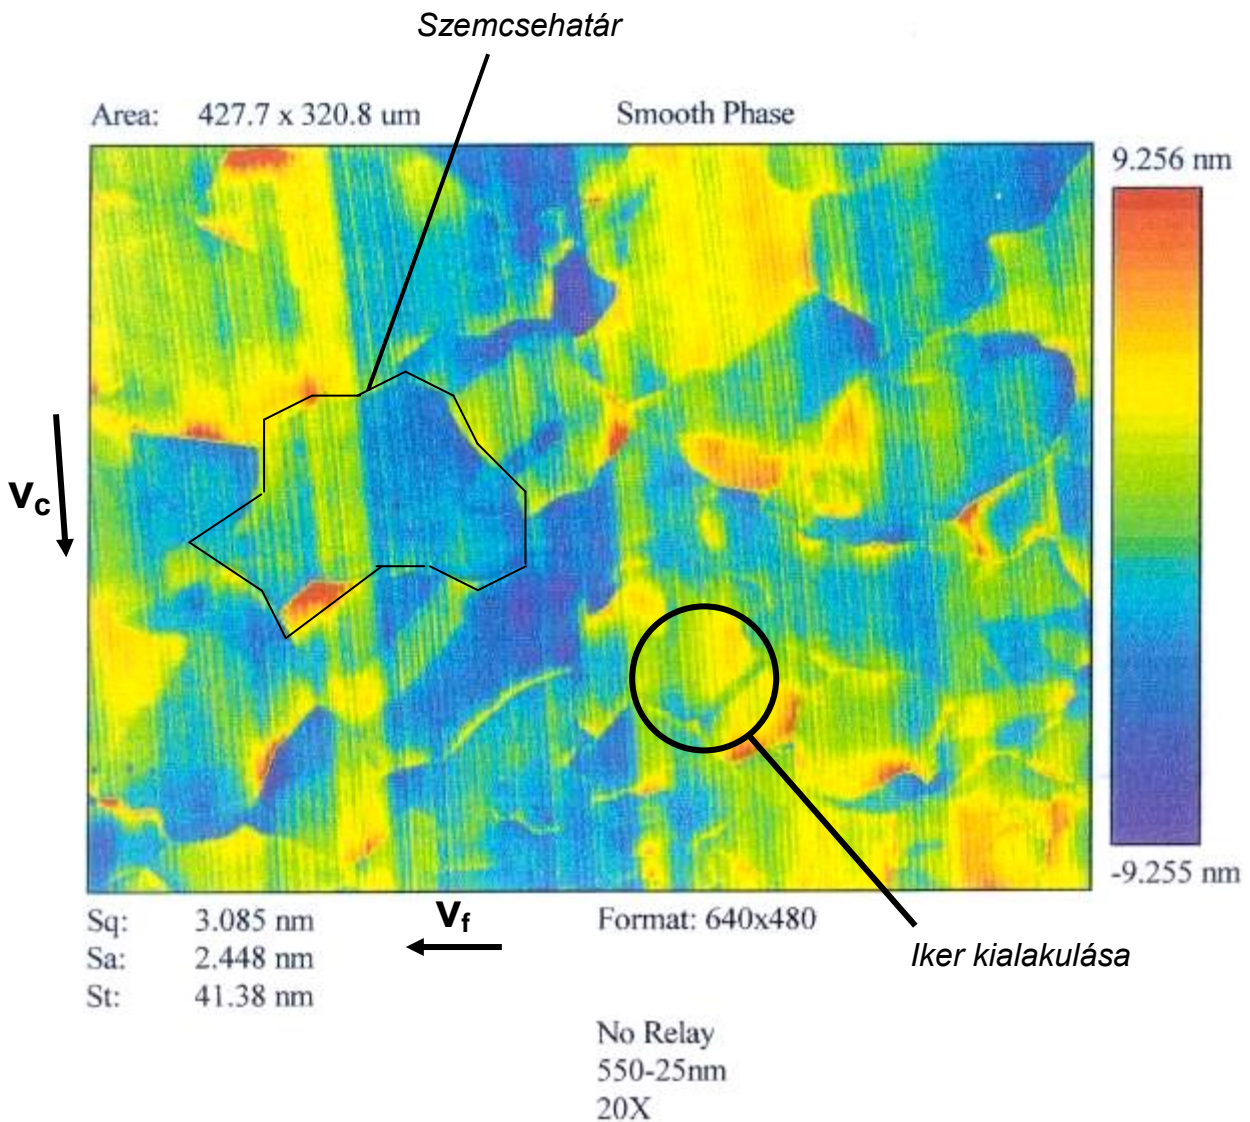 Szemcsehatár
Area: 427.7 x 320.8 um
Smooth Phase
9.256 nm
vc
-9.255 nm
Sq: 3.085 nm
Sa: 2.448 nm
St: 41.38 nm
vf
Format: 640x480
Iker kialakulása
No Relay
550-25nm
20X